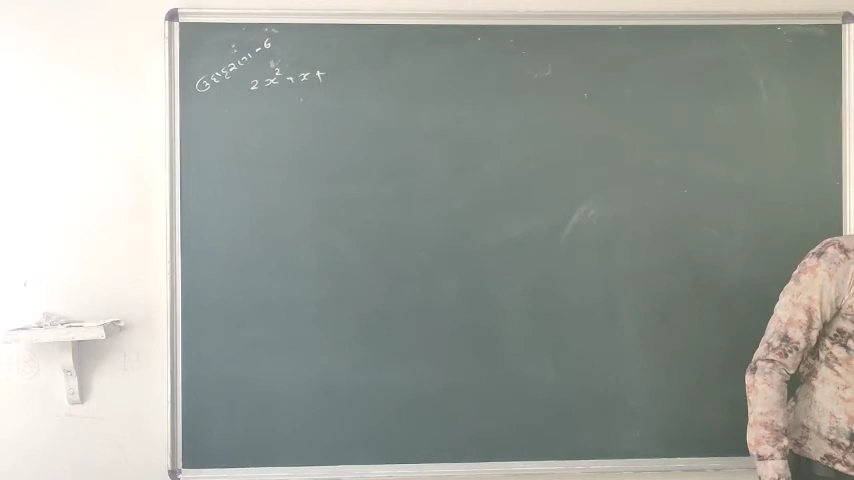 ઉદાહરણ - 6
2x² + x +